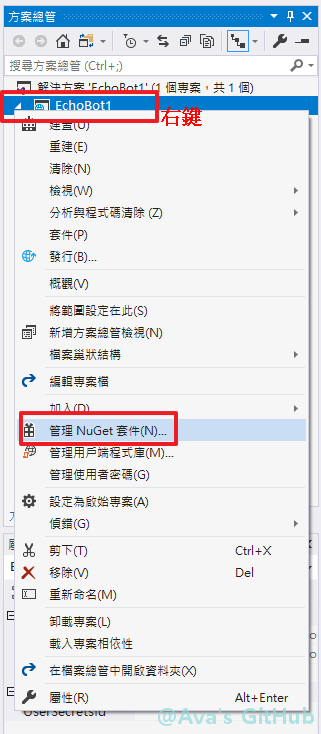 方案總管
搜尋方案總管 (Ctrl+;)
解決方案 'EchoBot1' (1 個專案，共 1 個)
EchoBot1
右鍵
建置(U)
重建(E)
清除(N)
檢視(W)
分析與程式碼清除 (Z)
套件(P)
發行(B)...
概觀(V)
將範圍設定在此(S)
新增方案總管檢視(N)
檔案巢狀結構
編輯專案檔
加入(D)
管理 NuGet 套件(N)...
管理用戶端程式庫(M)...
管理使用者密碼(G)
設定為啟始專案(A)
偵錯(G)
剪下(T) Ctrl+X
移除(V) Del
重新命名(M)
卸載專案(L)
載入專案相依性
在檔案總管中開啟資料夾(X)
屬性(R) Alt+Enter
@Ava's GitHub
UserSecretsId